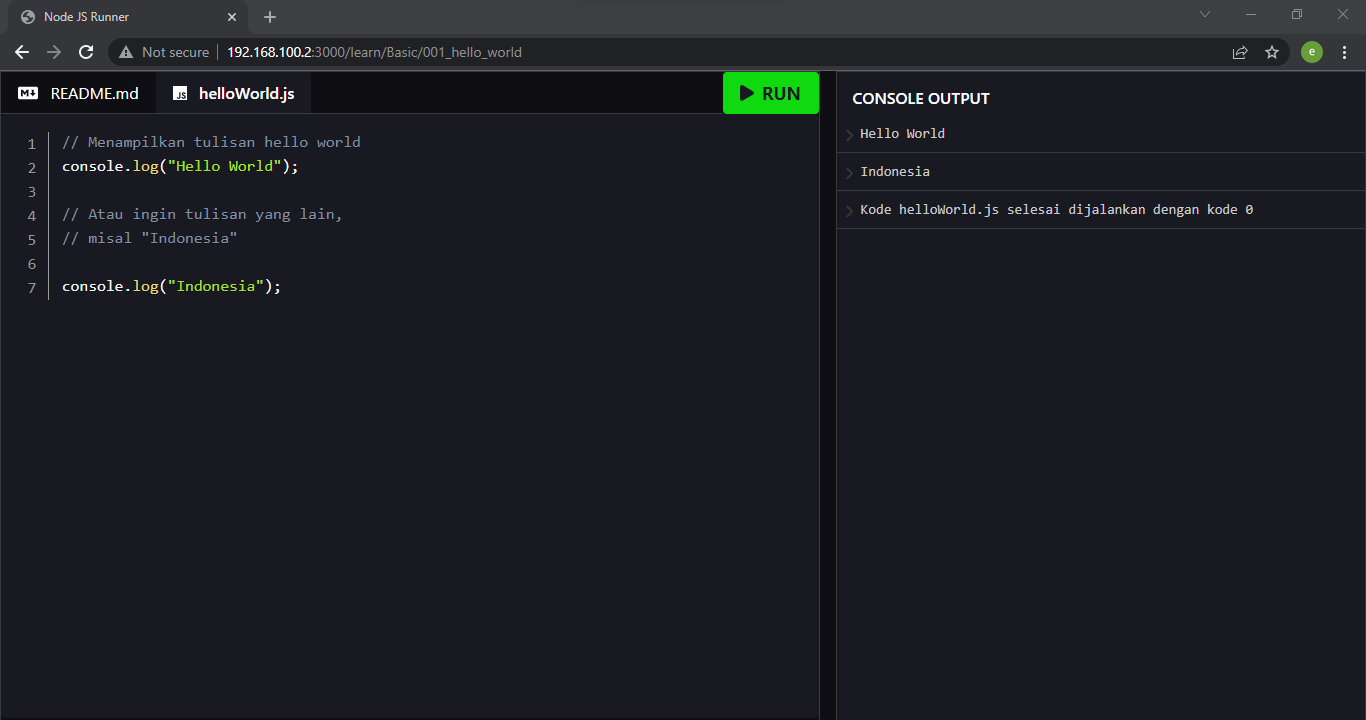 Node JS Runner
Not secure 192.168.100.2:3000/learn/Basic/001_hello_world
e
README.md
JS helloWorld.js
RUN
1 // Menampilkan tulisan hello world
2 console.log("Hello World");
3
4 // Atau ingin tulisan yang lain,
5 // misal "Indonesia"
6
7 console.log("Indonesia");
CONSOLE OUTPUT
Hello World
Indonesia
Kode helloWorld.js selesai dijalankan dengan kode 0